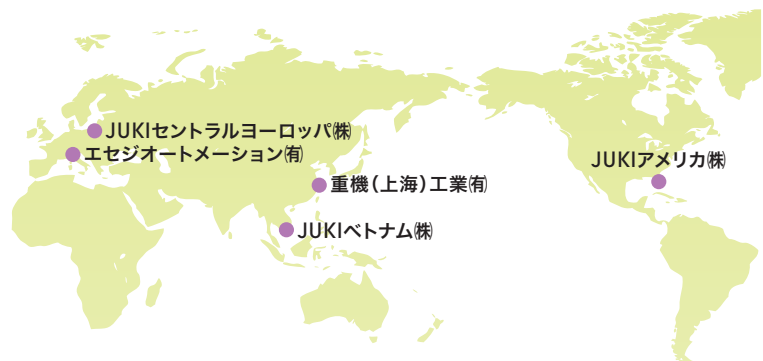 JUKIセントラルヨーロッパ㈱
エセジオートメーション㈲
JUKIアメリカ㈱
重機(上海)工業㈲
JUKIベトナム㈱